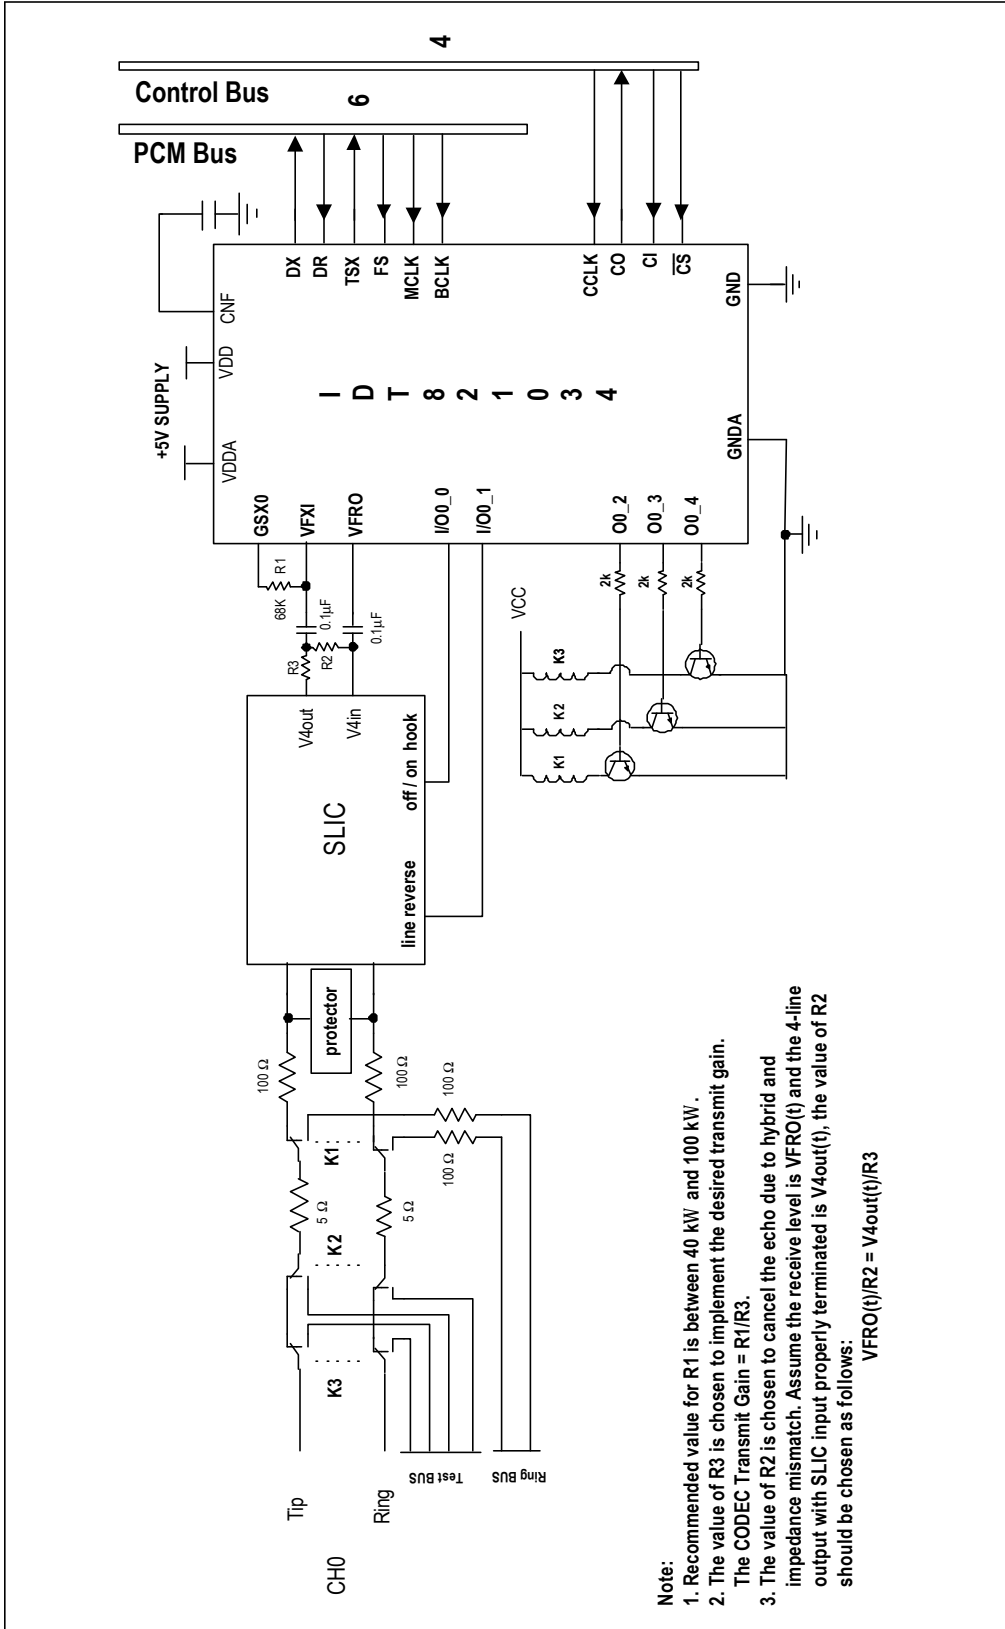 4
Control Bus
6
PCM Bus
+5V SUPPLY
VDDA
VDD
CNF
DX
DR
TSX
FS
MCLK
BCLK
CCLK
CO
CI
CS
IDT821034
GSX0
VFXI
VFRO
I/O0_0
I/O0_1
O0_2
O0_3
O0_4
GNDA
GND
R1
68K
0.1µF
0.1µF
R3
R2
2k
2k
2k
VCC
K1
K2
K3
SLIC
V4out
V4in
off / on hook
line reverse
protector
100 Ω
100 Ω
100 Ω
100 Ω
K1
5 Ω
5 Ω
K2
K3
Tip
Ring
CH0
Test BUS
Ring BUS
Note:
1. Recommended value for R1 is between 40 kW and 100 kW.
2. The value of R3 is chosen to implement the desired transmit gain.
The CODEC Transmit Gain = R1/R3.
3. The value of R2 is chosen to cancel the echo due to hybrid and
impedance mismatch. Assume the receive level is VFRO(t) and the 4-line
output with SLIC input properly terminated is V4out(t), the value of R2
should be chosen as follows:
VFRO(t)/R2 = V4out(t)/R3